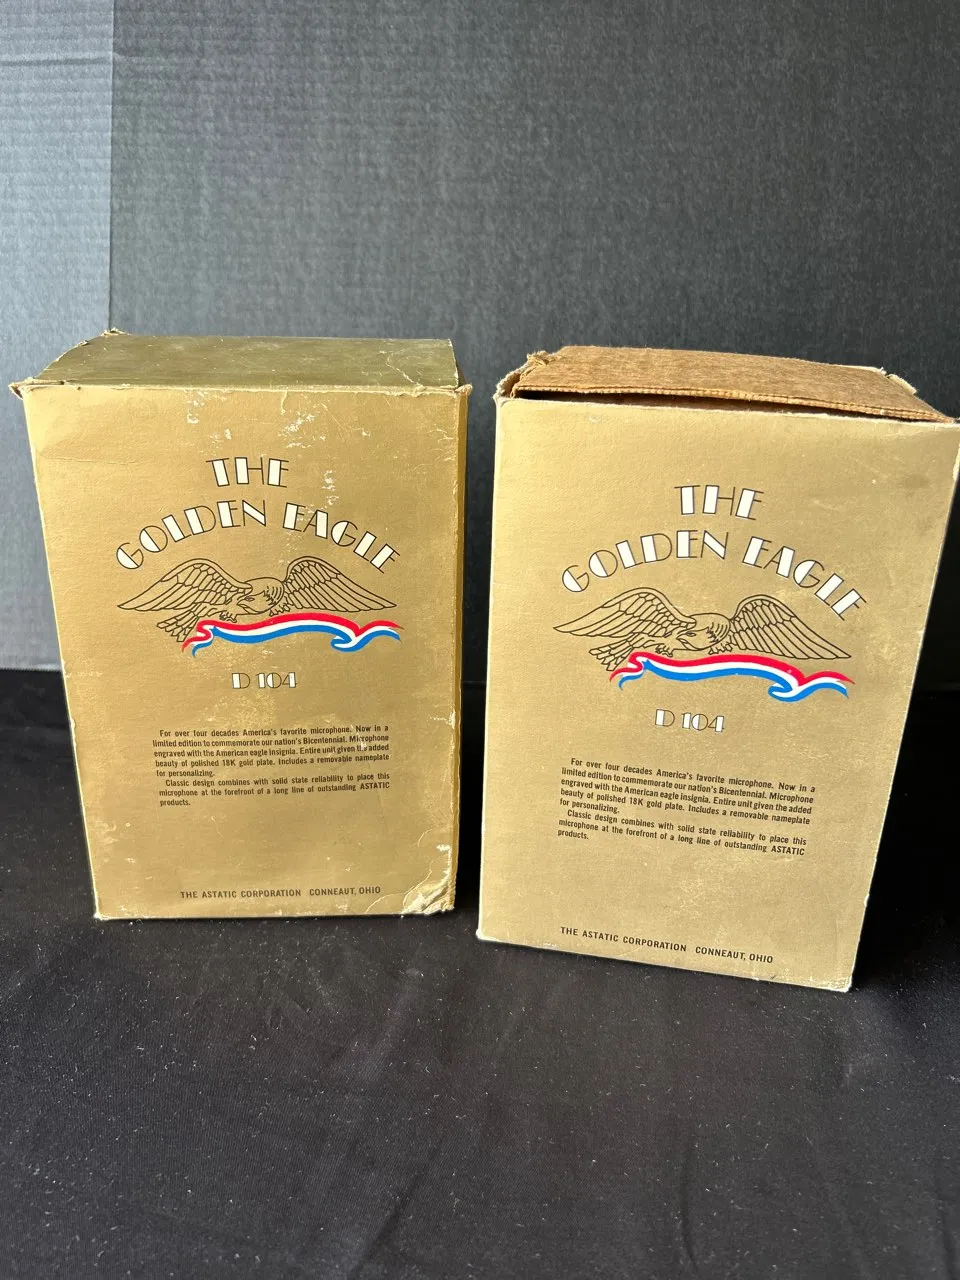 THE
GOLDEN EAGLE
D 104
For over four decades America's favorite microphone. Now in a
limited edition to commemorate our nation's Bicentennial. Microphone
engraved with the American eagle insignia. Entire unit given the added
beauty of polished 18K gold plate. Includes a removable nameplate
for personalizing.
Classic design combines with solid state reliability to place this
microphone at the forefront of a long line of outstanding ASTATIC
products.
THE ASTATIC CORPORATION CONNEAUT, OHIO
THE
GOLDEN EAGLE
D 104
For over four decades America's favorite microphone. Now in a
limited edition to commemorate our nation's Bicentennial. Microphone
engraved with the American eagle insignia. Entire unit given the added
beauty of polished 18K gold plate. Includes a removable nameplate
for personalizing.
Classic design combines with solid state reliability to place this
microphone at the forefront of a long line of outstanding ASTATIC
products.
THE ASTATIC CORPORATION CONNEAUT, OHIO